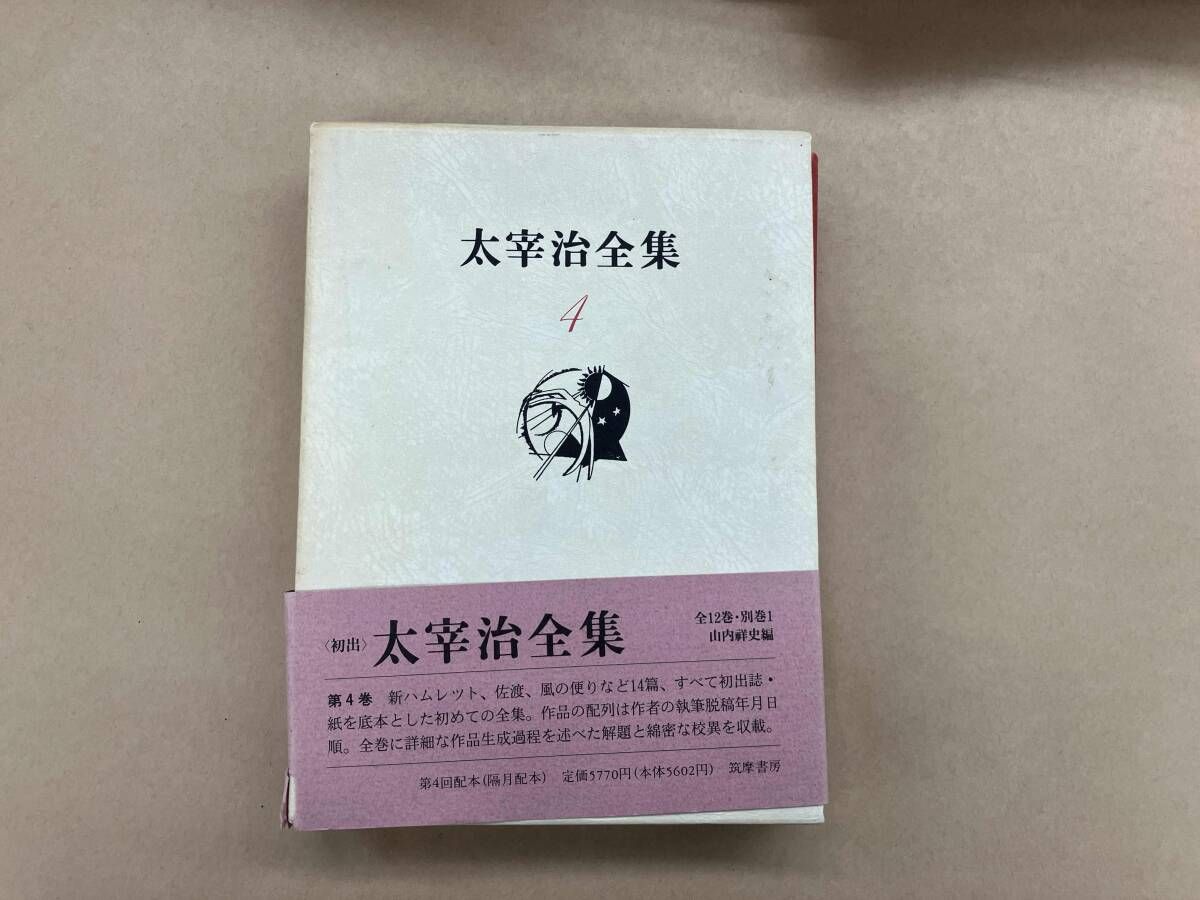 太宰治全集
4
〈初出〉 太宰治全集
全12巻・別巻1
山内祥史編
第4巻 新ハムレツト、佐渡、風の便りなど14篇、すべて初出誌・
紙を底本とした初めての全集。作品の配列は作者の執筆脱稿年月日
順。全巻に詳細な作品生成過程を述べた解題と綿密な校異を収載。
第4回配本(隔月配本) 定価5770円(本体5602円) 筑摩書房